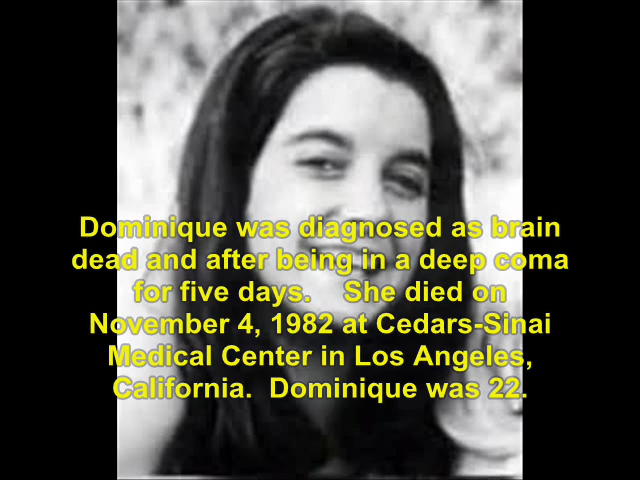 Dominique was diagnosed as brain
dead and after being in a deep coma
for five days.    She died on
November 4, 1982 at Cedars-Sinai
Medical Center in Los Angeles,
California.  Dominique was 22.